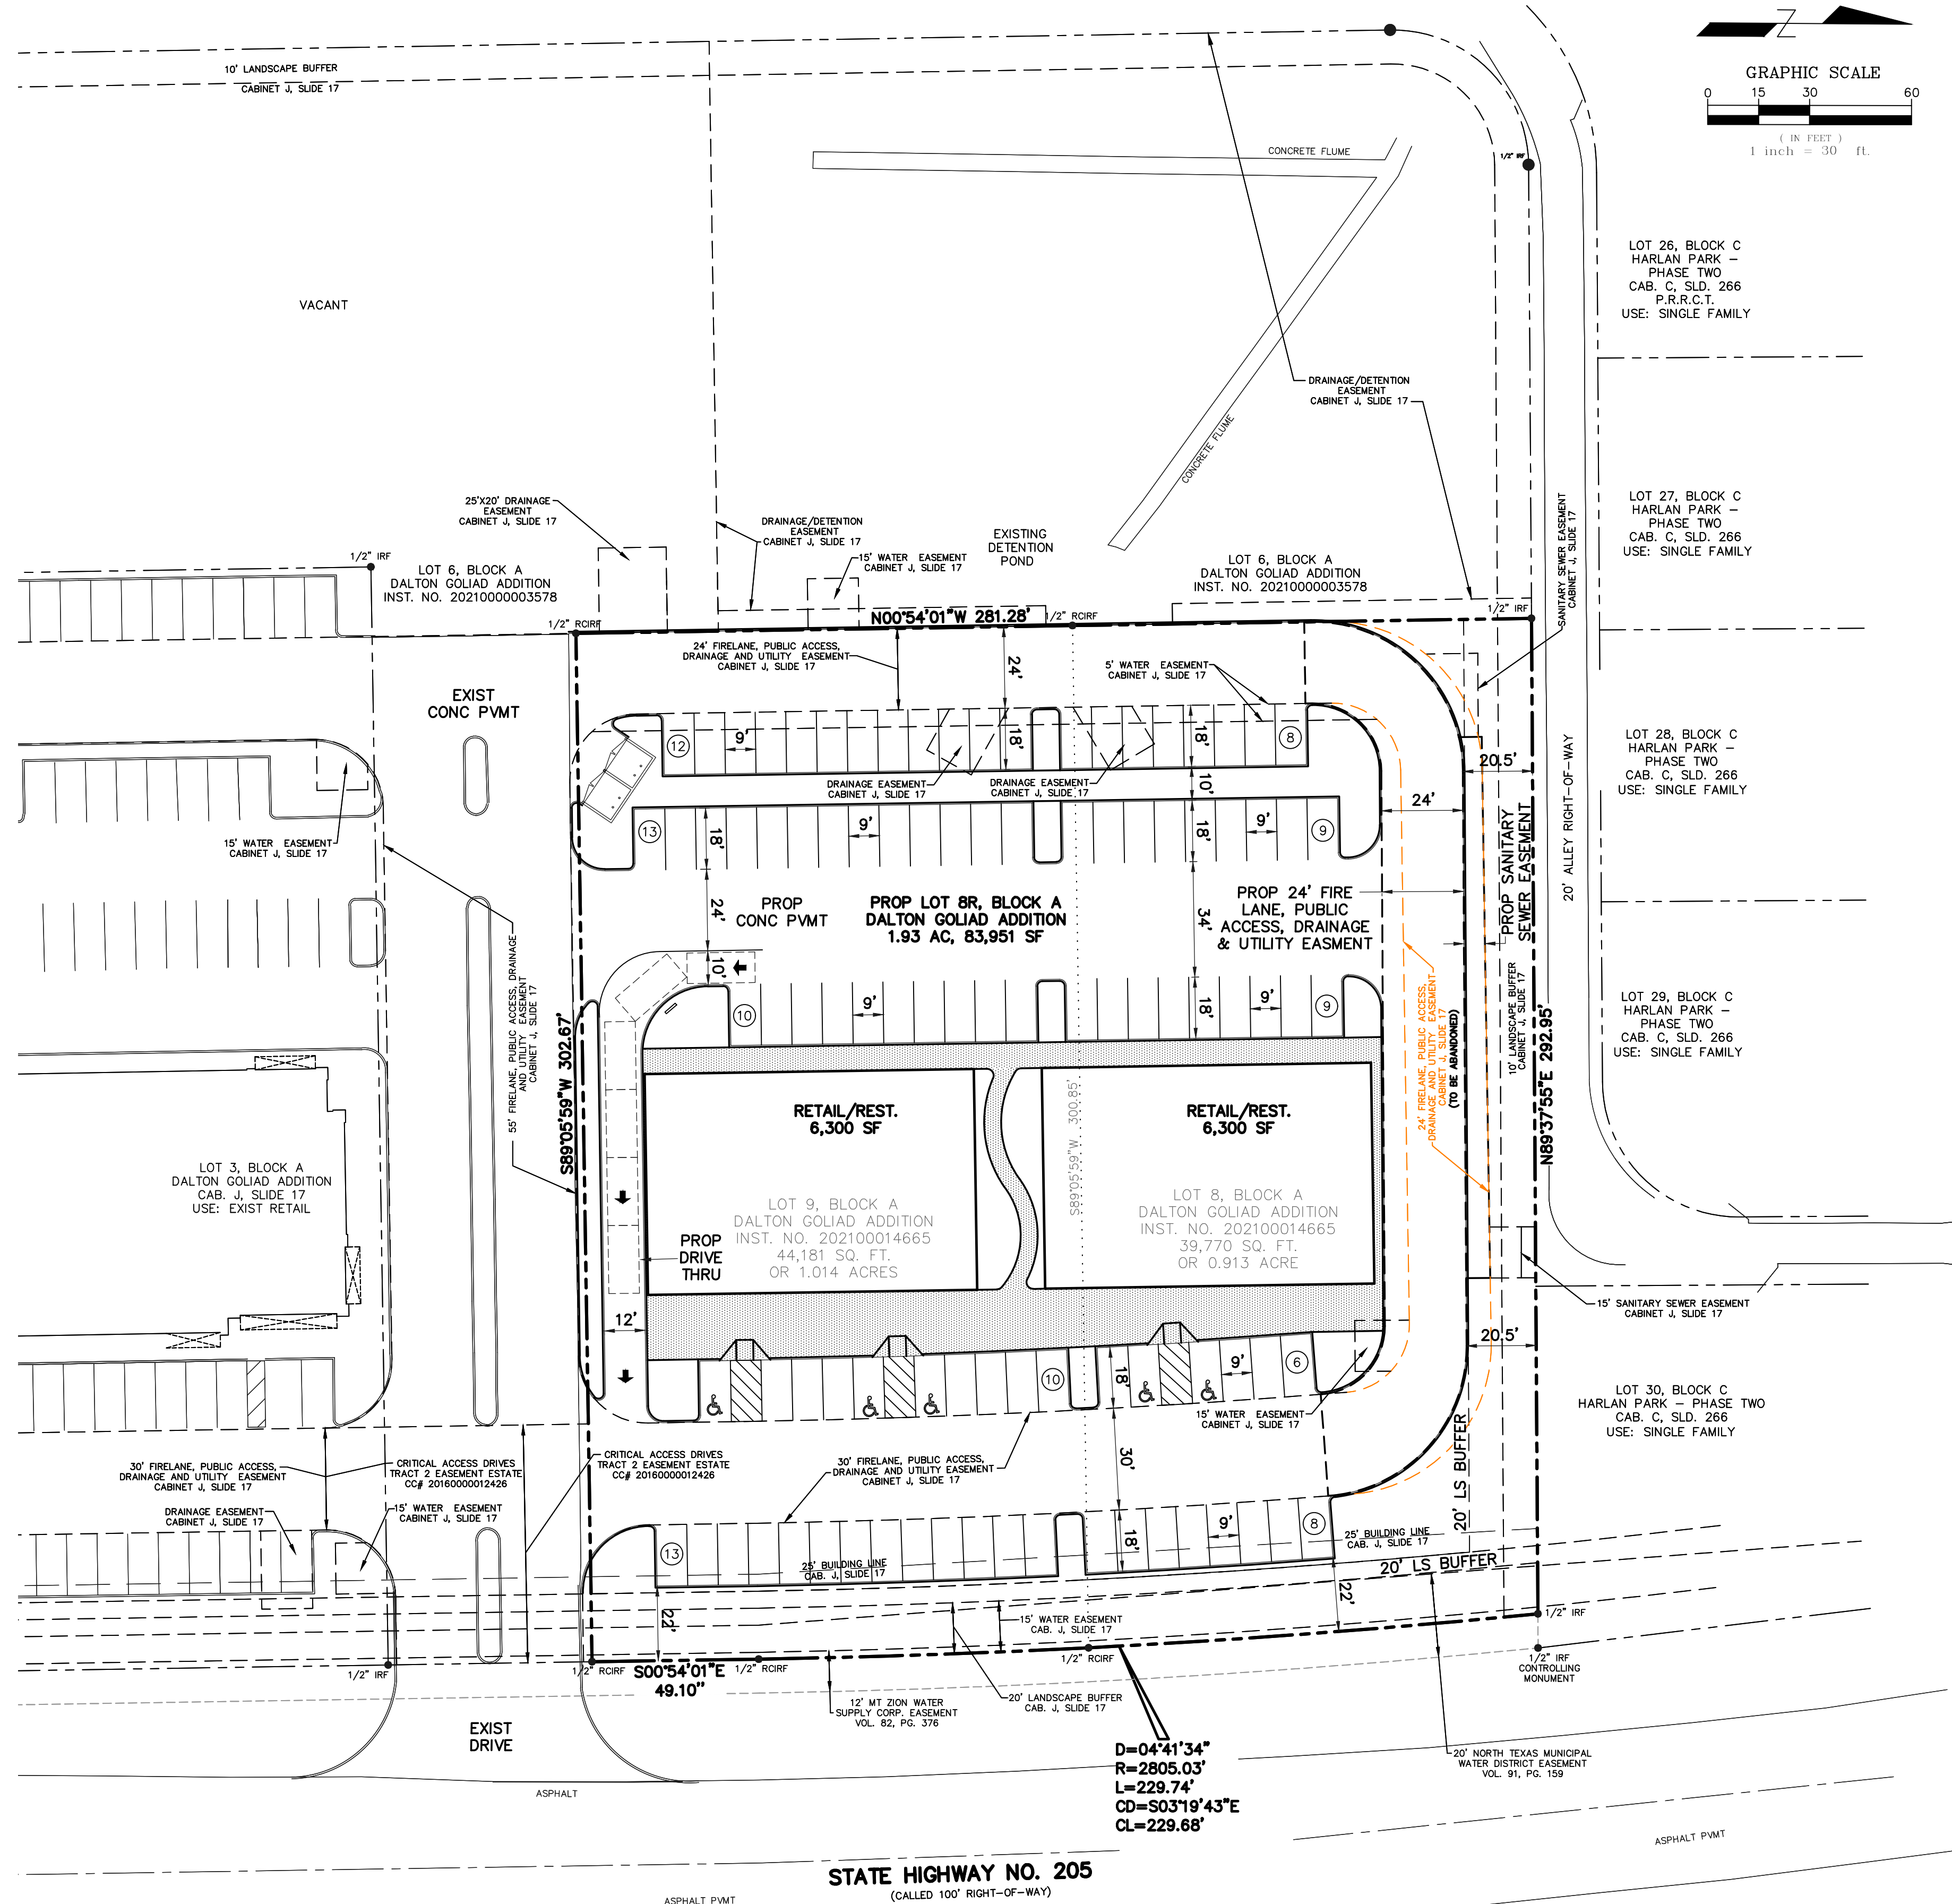 GRAPHIC SCALE
0 15 30 60
( IN FEET )
1 inch = 30 ft.
10' LANDSCAPE BUFFER
CABINET J, SLIDE 17
CONCRETE FLUME
1/2" IRF
VACANT
LOT 26, BLOCK C
HARLAN PARK –
PHASE TWO
CAB. C, SLD. 266
P.R.R.C.T.
USE: SINGLE FAMILY
DRAINAGE/DETENTION
EASEMENT
CABINET J, SLIDE 17
CONCRETE FLUME
25'X20' DRAINAGE
EASEMENT
CABINET J, SLIDE 17
DRAINAGE/DETENTION
EASEMENT
CABINET J, SLIDE 17
15' WATER EASEMENT
CABINET J, SLIDE 17
EXISTING
DETENTION
POND
SANITARY SEWER EASEMENT
CABINET J, SLIDE 17
LOT 27, BLOCK C
HARLAN PARK –
PHASE TWO
CAB. C, SLD. 266
USE: SINGLE FAMILY
1/2" IRF
LOT 6, BLOCK A
DALTON GOLIAD ADDITION
INST. NO. 20210000003578
LOT 6, BLOCK A
DALTON GOLIAD ADDITION
INST. NO. 20210000003578
1/2" RCIRF
N00°54'01"W 281.28'
1/2" RCIRF
1/2" IRF
24' FIRELANE, PUBLIC ACCESS,
DRAINAGE AND UTILITY EASEMENT
CABINET J, SLIDE 17
24'
5' WATER EASEMENT
CABINET J, SLIDE 17
EXIST
CONC PVMT
12
9'
18'
18'
8
DRAINAGE EASEMENT
CABINET J, SLIDE 17
DRAINAGE EASEMENT
CABINET J, SLIDE 17
10'
20.5'
24'
20' ALLEY RIGHT-OF-WAY
LOT 28, BLOCK C
HARLAN PARK –
PHASE TWO
CAB. C, SLD. 266
USE: SINGLE FAMILY
15' WATER EASEMENT
CABINET J, SLIDE 17
13
18'
9'
18'
9'
9
PROP SANITARY
SEWER EASEMENT
24'
PROP
CONC PVMT
PROP LOT 8R, BLOCK A
DALTON GOLIAD ADDITION
1.93 AC, 83,951 SF
34'
PROP 24' FIRE
LANE, PUBLIC
ACCESS, DRAINAGE
& UTILITY EASMENT
10'
10
9'
18'
9'
9
55' FIRELANE, PUBLIC ACCESS, DRAINAGE
AND UTILITY EASEMENT
CABINET J, SLIDE 17
S89°05'59"W 302.67'
24' FIRELANE, PUBLIC ACCESS,
DRAINAGE AND UTILITY EASEMENT
CABINET J, SLIDE 17
(TO BE ABANDONED)
10' LANDSCAPE BUFFER
CABINET J, SLIDE 17
N89°37'55"E 292.95'
LOT 29, BLOCK C
HARLAN PARK –
PHASE TWO
CAB. C, SLD. 266
USE: SINGLE FAMILY
RETAIL/REST.
6,300 SF
S89°05'59"W 300.85'
RETAIL/REST.
6,300 SF
LOT 3, BLOCK A
DALTON GOLIAD ADDITION
CAB. J, SLIDE 17
USE: EXIST RETAIL
LOT 9, BLOCK A
DALTON GOLIAD ADDITION
INST. NO. 202100014665
44,181 SQ. FT.
OR 1.014 ACRES
LOT 8, BLOCK A
DALTON GOLIAD ADDITION
INST. NO. 202100014665
39,770 SQ. FT.
OR 0.913 ACRE
PROP
DRIVE
THRU
12'
15' SANITARY SEWER EASEMENT
CABINET J, SLIDE 17
20.5'
10
18'
9'
6
15' WATER EASEMENT
CABINET J, SLIDE 17
LOT 30, BLOCK C
HARLAN PARK – PHASE TWO
CAB. C, SLD. 266
USE: SINGLE FAMILY
20' LS BUFFER
30' FIRELANE, PUBLIC ACCESS,
DRAINAGE AND UTILITY EASEMENT
CABINET J, SLIDE 17
CRITICAL ACCESS DRIVES
TRACT 2 EASEMENT ESTATE
CC# 20160000012426
CRITICAL ACCESS DRIVES
TRACT 2 EASEMENT ESTATE
CC# 20160000012426
30' FIRELANE, PUBLIC ACCESS,
DRAINAGE AND UTILITY EASEMENT
CABINET J, SLIDE 17
30'
DRAINAGE EASEMENT
CABINET J, SLIDE 17
15' WATER EASEMENT
CABINET J, SLIDE 17
13
18'
9'
8
25' BUILDING LINE
CAB. J, SLIDE 17
25' BUILDING LINE
CAB. J, SLIDE 17
20' LS BUFFER
22'
22'
15' WATER EASEMENT
CAB. J, SLIDE 17
1/2" IRF
1/2" IRF
1/2" RCIRF
S00°54'01"E
49.10"
1/2" RCIRF
1/2" RCIRF
1/2" IRF
CONTROLLING
MONUMENT
12' MT ZION WATER
SUPPLY CORP. EASEMENT
VOL. 82, PG. 376
20' LANDSCAPE BUFFER
CAB. J, SLIDE 17
EXIST
DRIVE
D=04°41'34"
R=2805.03'
L=229.74'
CD=S03°19'43"E
CL=229.68'
20' NORTH TEXAS MUNICIPAL
WATER DISTRICT EASEMENT
VOL. 91, PG. 159
ASPHALT
ASPHALT PVMT
STATE HIGHWAY NO. 205
(CALLED 100' RIGHT-OF-WAY)
ASPHALT PVMT